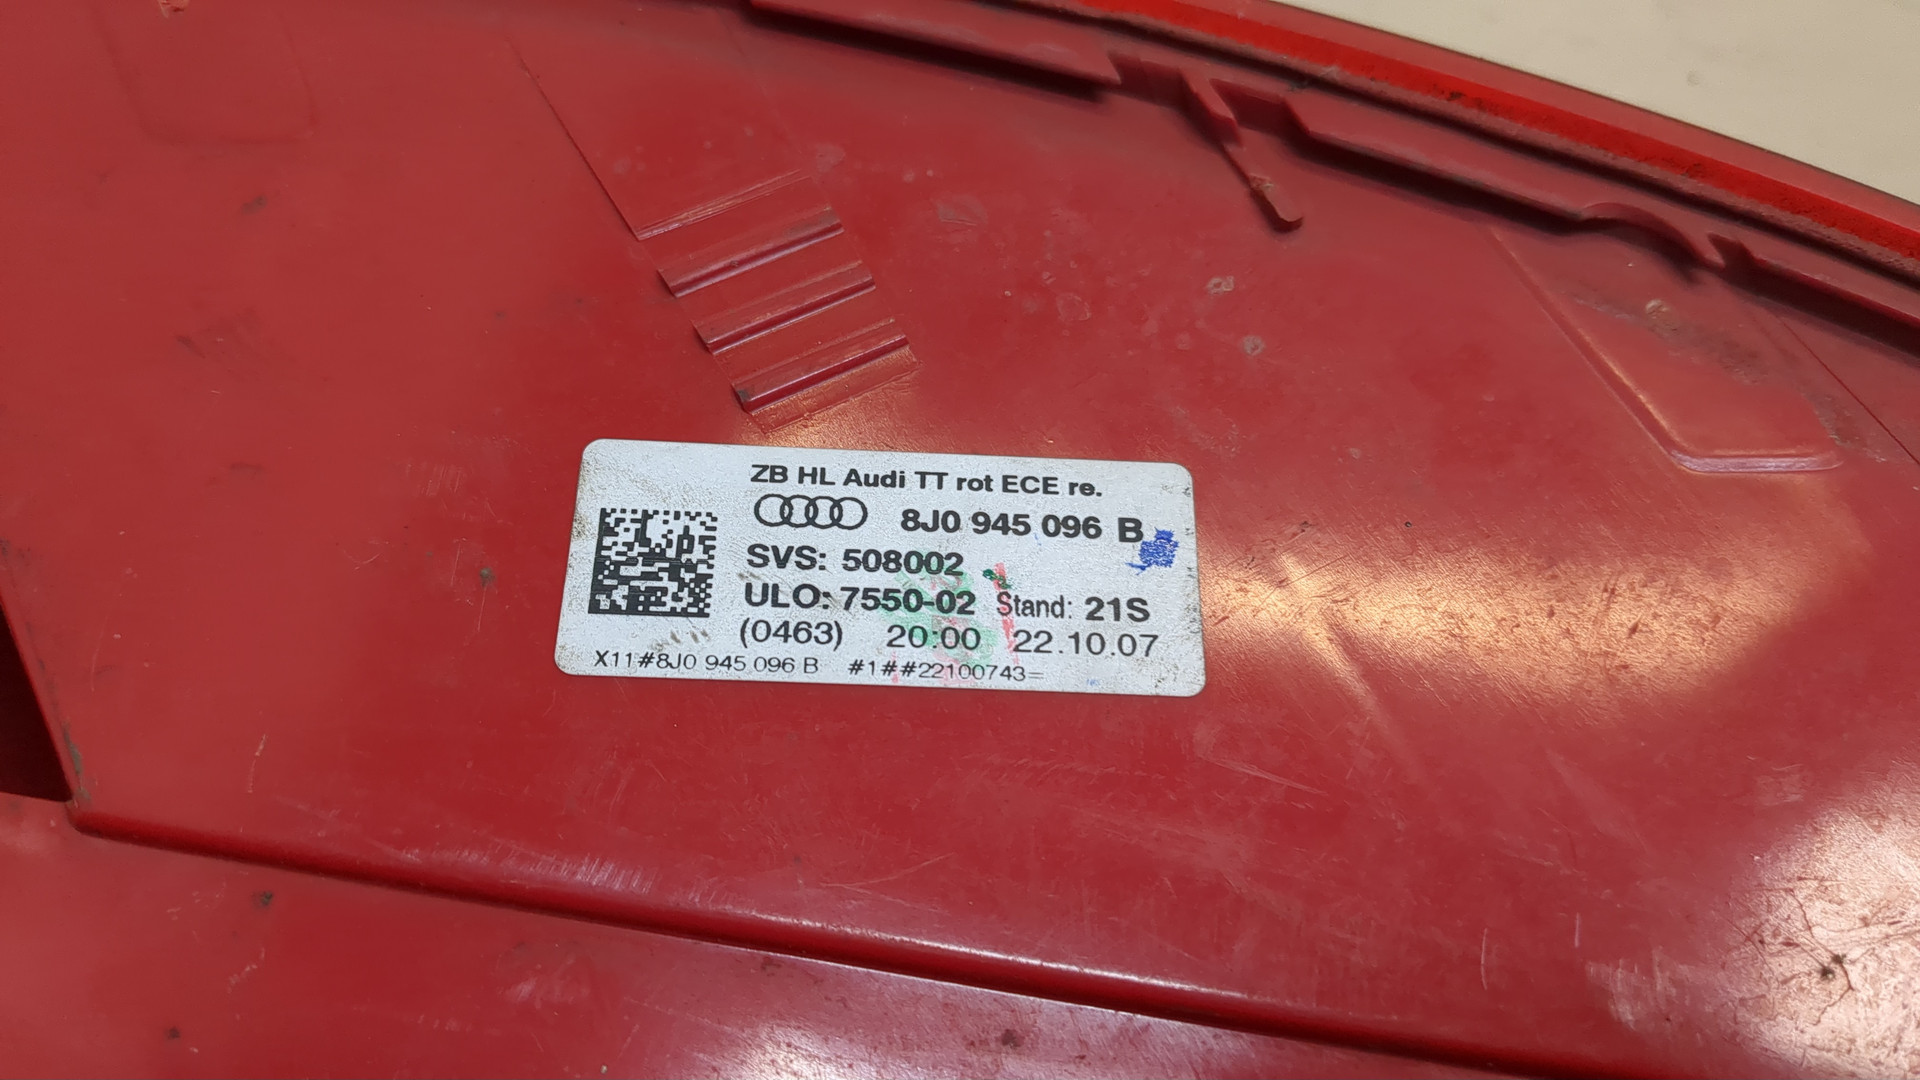 ZB HL Audi TT rot ECE re.
8J0 945 096 B
SVS: 508002
ULO: 7550-02 Stand: 21S
(0463) 20:00 22.10.07
X11#8J0 945 096 B #1##22100743=